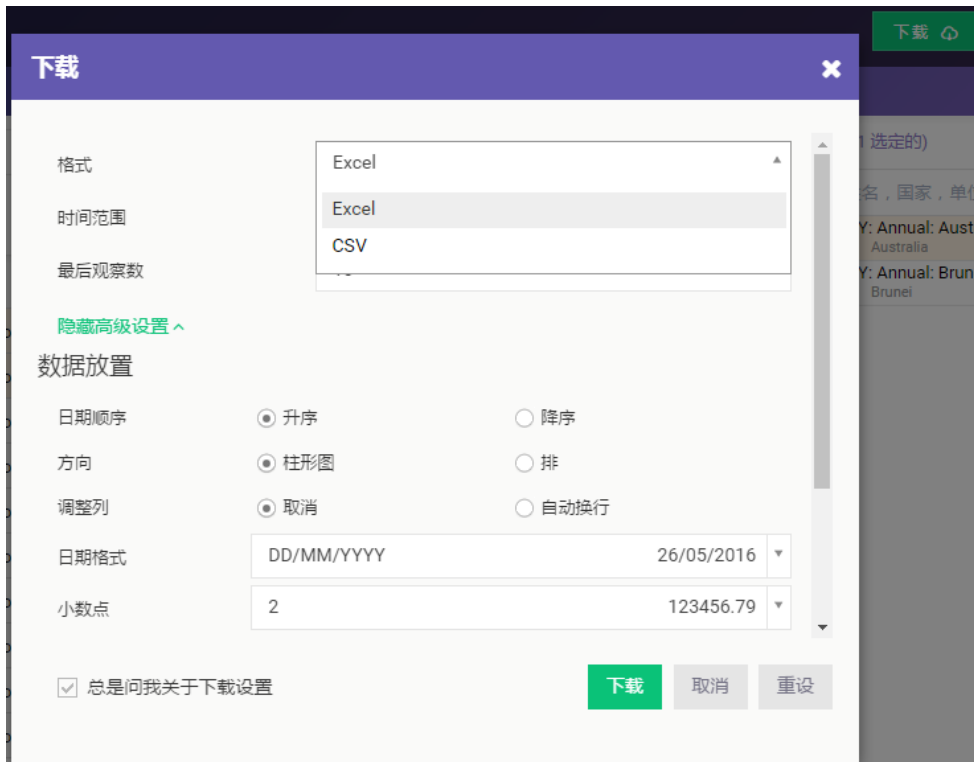 下载
下载
1 选定的)
格式
Excel
名，国家，单位
Excel
时间范围
Y: Annual: Aust
CSV
Australia
最后观察数
Y: Annual: Brun
Brunei
隐藏高级设置
数据放置
日期顺序 升序 降序
方向 柱形图 排
调整列 取消 自动换行
日期格式 DD/MM/YYYY 26/05/2016
小数点 2 123456.79
总是问我关于下载设置 下载 取消 重设